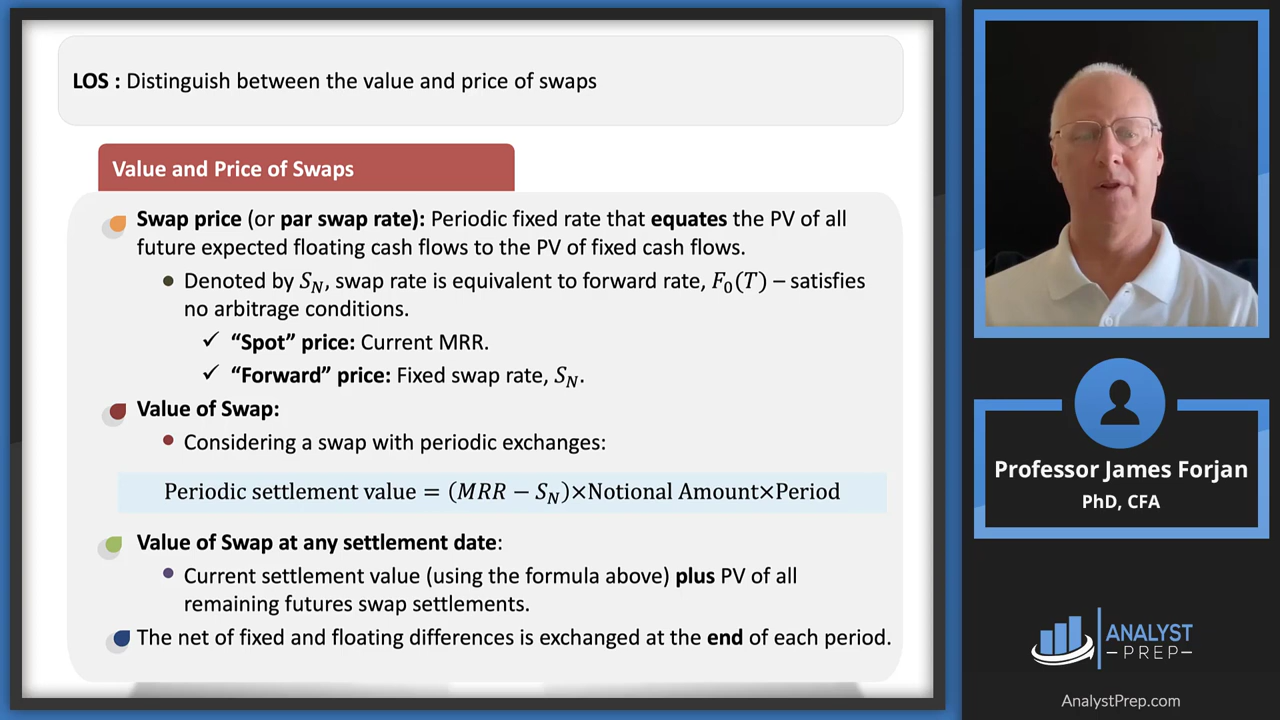 LOS : Distinguish between the value and price of swaps
Value and Price of Swaps
Swap price (or par swap rate): Periodic fixed rate that equates the PV of all
future expected floating cash flows to the PV of fixed cash flows.
Denoted by S_N, swap rate is equivalent to forward rate, F_0(T) – satisfies
no arbitrage conditions.
✓ “Spot” price: Current MRR.
✓ “Forward” price: Fixed swap rate, S_N.
Value of Swap:
Considering a swap with periodic exchanges:
Periodic settlement value = (MRR − S_N)×Notional Amount×Period
Value of Swap at any settlement date:
Current settlement value (using the formula above) plus PV of all
remaining futures swap settlements.
The net of fixed and floating differences is exchanged at the end of each period.
Professor James Forjan
PhD, CFA
ANALYST
–PREP–
AnalystPrep.com